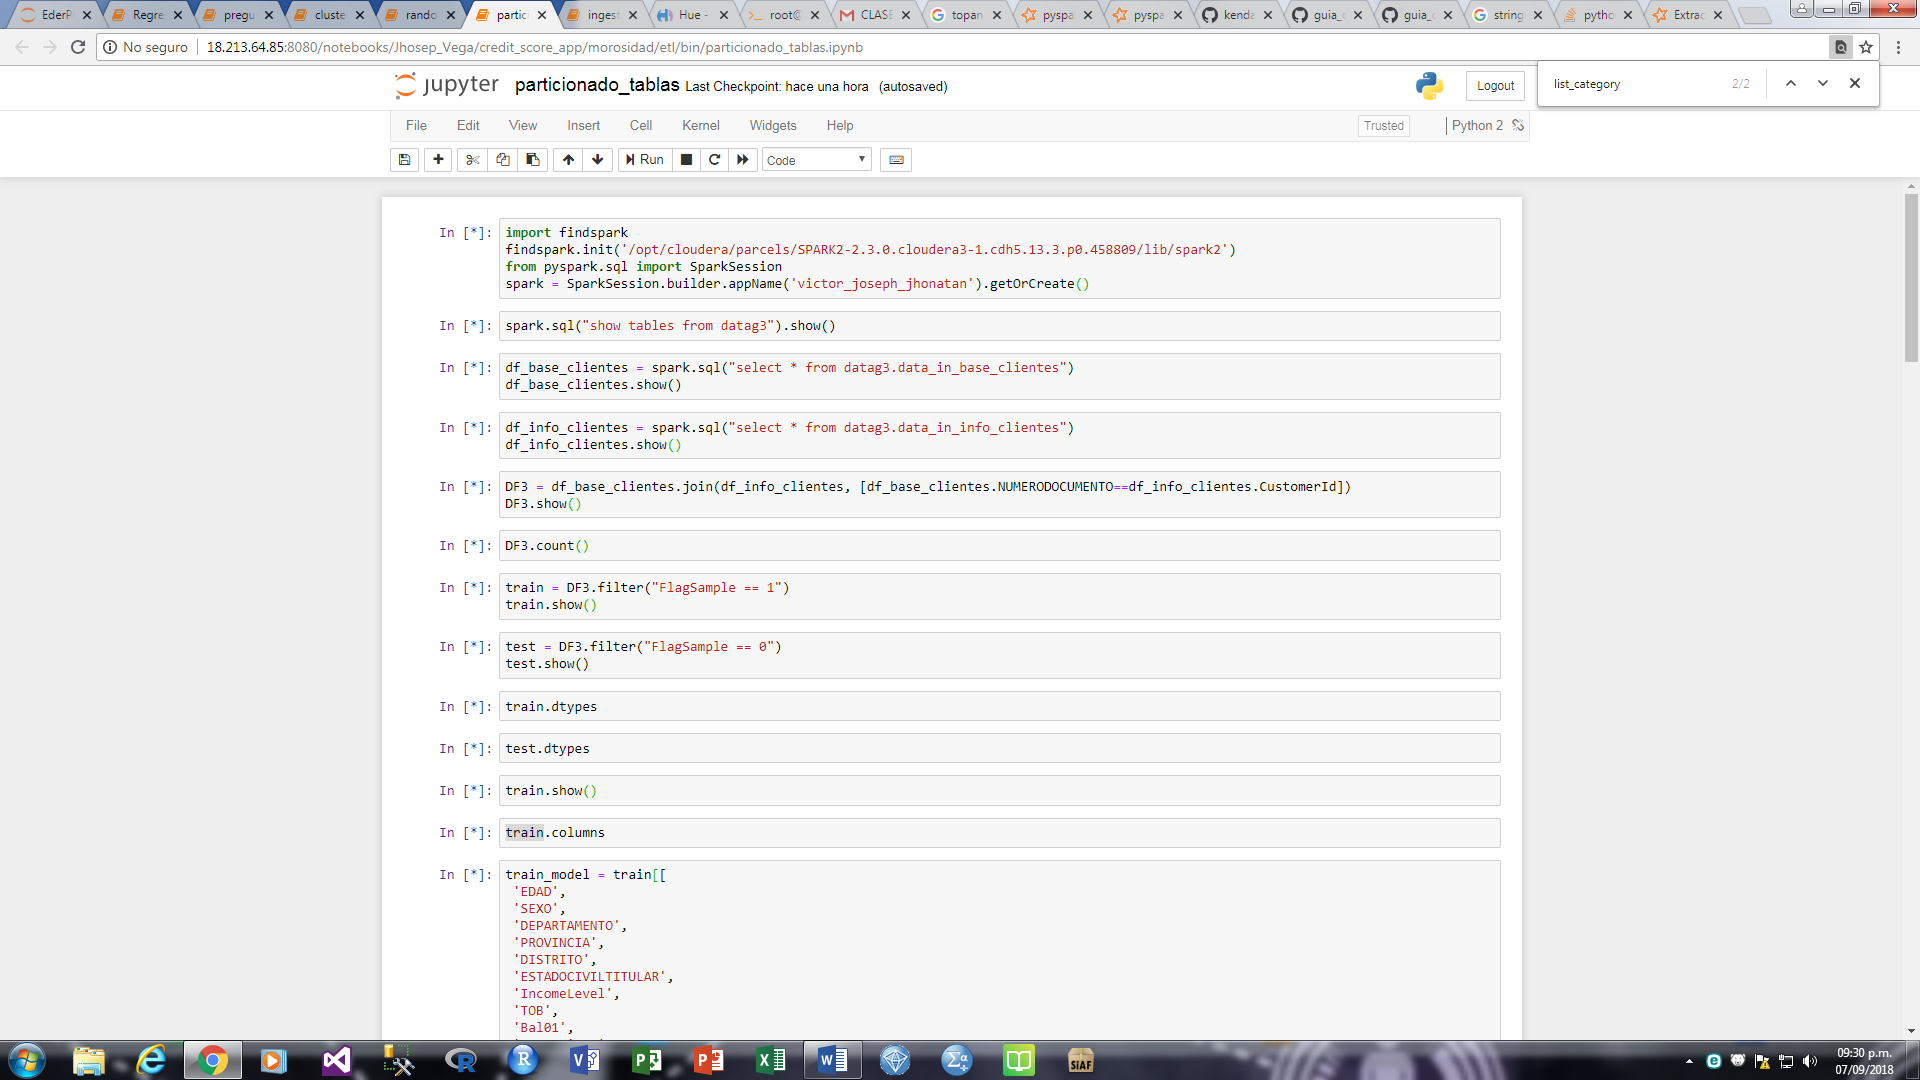 EderP
Regre
pregu
cluste
rando
partici
ingest
Hue -
root@
CLASE
topan
pyspa
pyspa
kenda
guia_
guia_
string
pytho
Extrac
No seguro | 18.213.64.85:8080/notebooks/Jhosep_Vega/credit_score_app/morosidad/etl/bin/particionado_tablas.ipynb
list_category 2/2
jupyter particionado_tablas Last Checkpoint: hace una hora (autosaved)
Logout
File Edit View Insert Cell Kernel Widgets Help
Trusted | Python 2
Run Code
In [*]: import findspark
findspark.init('/opt/cloudera/parcels/SPARK2-2.3.0.cloudera3-1.cdh5.13.3.p0.458809/lib/spark2')
from pyspark.sql import SparkSession
spark = SparkSession.builder.appName('victor_joseph_jhonatan').getOrCreate()
In [*]: spark.sql("show tables from datag3").show()
In [*]: df_base_clientes = spark.sql("select * from datag3.data_in_base_clientes")
df_base_clientes.show()
In [*]: df_info_clientes = spark.sql("select * from datag3.data_in_info_clientes")
df_info_clientes.show()
In [*]: DF3 = df_base_clientes.join(df_info_clientes, [df_base_clientes.NUMERODOCUMENTO==df_info_clientes.CustomerId])
DF3.show()
In [*]: DF3.count()
In [*]: train = DF3.filter("FlagSample == 1")
train.show()
In [*]: test = DF3.filter("FlagSample == 0")
test.show()
In [*]: train.dtypes
In [*]: test.dtypes
In [*]: train.show()
In [*]: train.columns
In [*]: train_model = train[[
'EDAD',
'SEXO',
'DEPARTAMENTO',
'PROVINCIA',
'DISTRITO',
'ESTADOCIVILTITULAR',
'IncomeLevel',
'TOB',
'Bal01',
SIAF
09:30 p.m.
07/09/2018